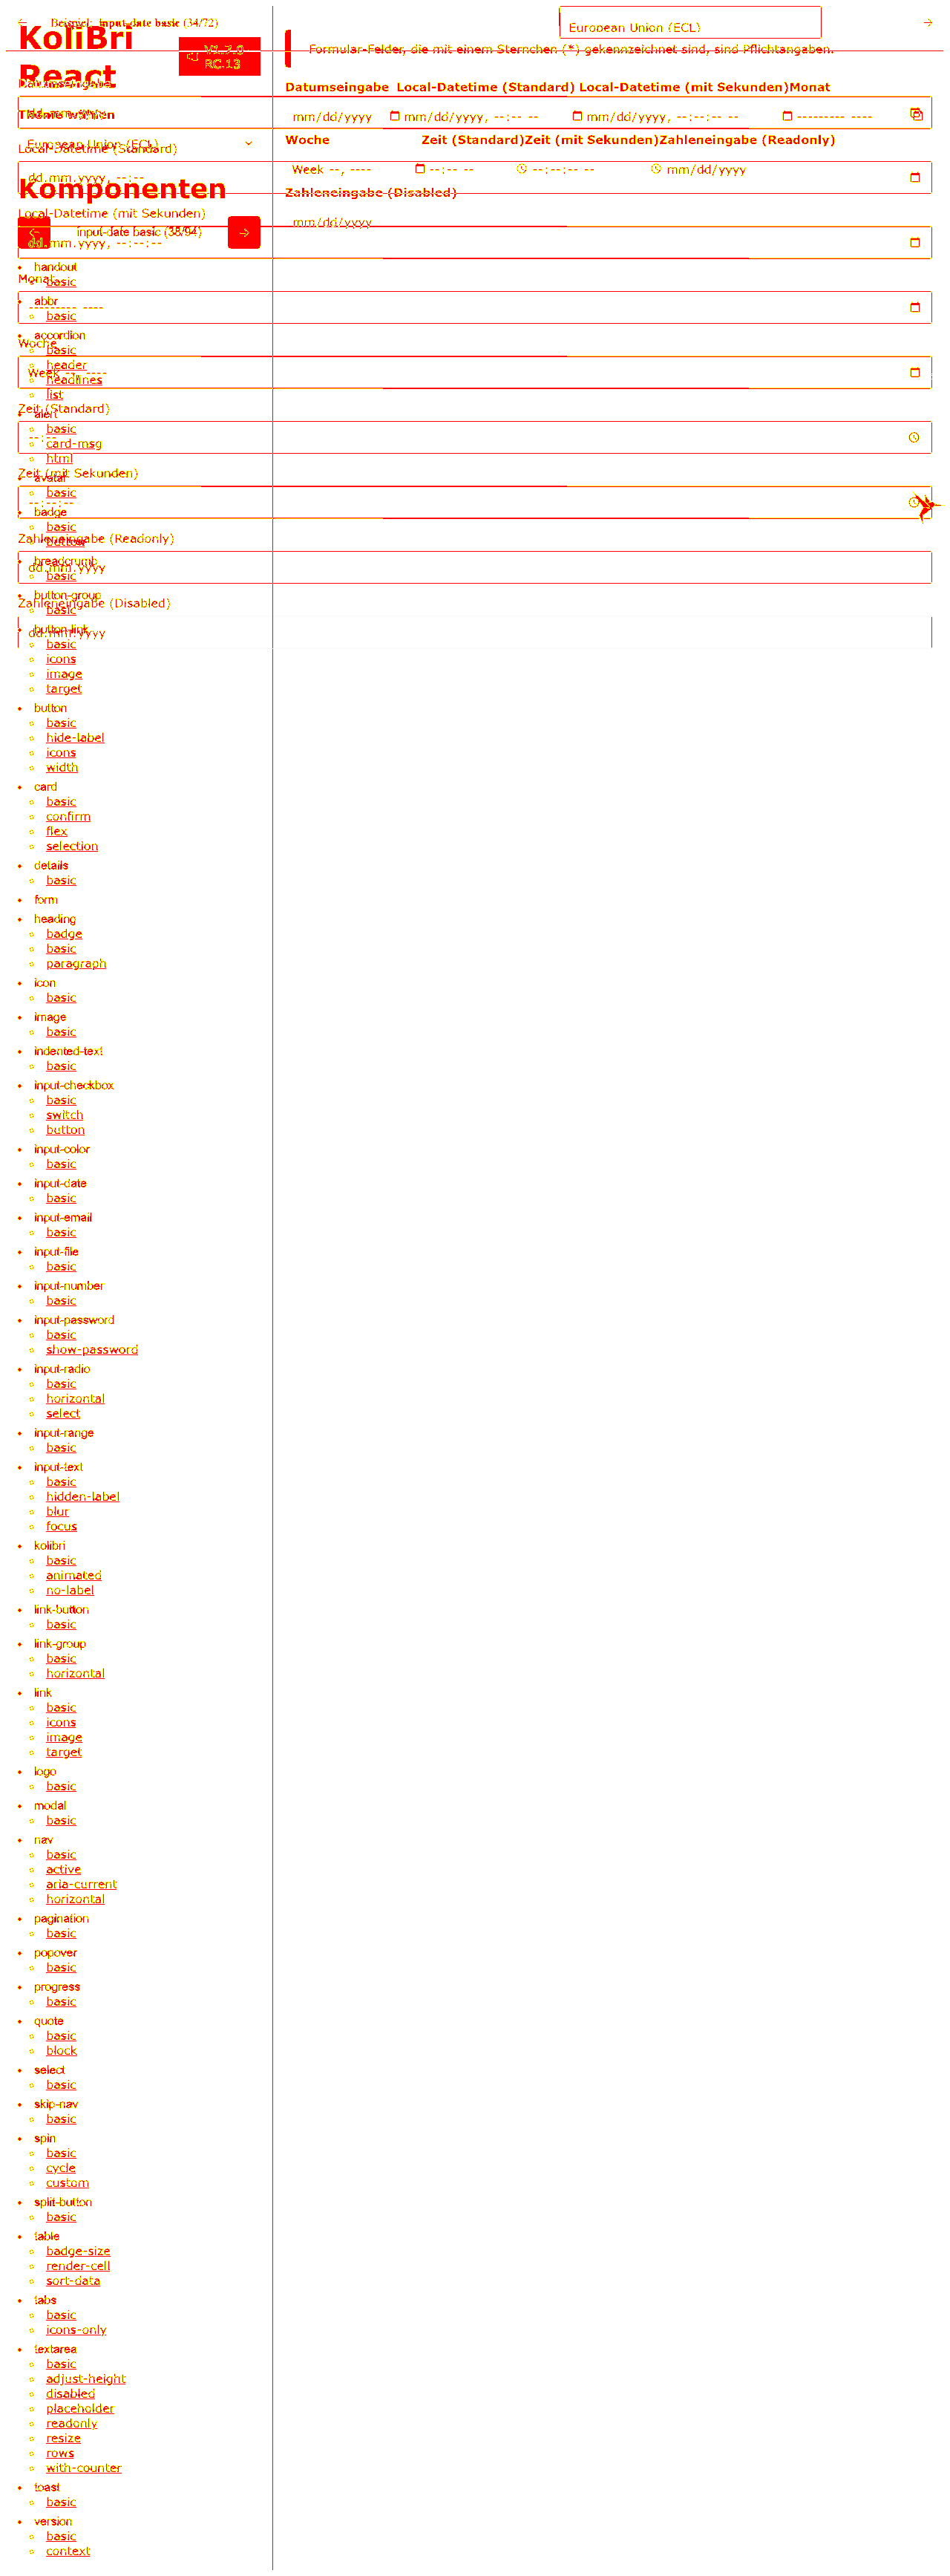 ← Beispiel: input-date basic (34/72)
European Union (ECL)
→
KoliBri
React
V1.7.0
RC.13
Formular-Felder, die mit einem Sternchen (*) gekennzeichnet sind, sind Pflichtangaben.
Datumseingabe
Datumseingabe Local-Datetime (Standard) Local-Datetime (mit Sekunden) Monat
Theme wählen
dd.mm.yyyy
mm/dd/yyyy mm/dd/yyyy, --:-- -- mm/dd/yyyy, --:--:-- -- --------- ----
European Union (ECL)
Woche Zeit (Standard) Zeit (mit Sekunden) Zahleneingabe (Readonly)
Local-Datetime (Standard)
Week --, ---- --:-- -- --:--:-- -- mm/dd/yyyy
dd.mm.yyyy, --:--
Komponenten
Zahleneingabe (Disabled)
Local-Datetime (mit Sekunden)
mm/dd/yyyy
← input-date basic (38/94) →
dd.mm.yyyy, --:--:--
handout
Monat
basic
abbr
--------- ----
basic
accordion
Woche
basic
header
Week --, ----
headlines
list
Zeit (Standard)
alert
basic
--:--
card-msg
html
Zeit (mit Sekunden)
avatar
basic
--:--:--
badge
basic
button
Zahleneingabe (Readonly)
breadcrumb
dd.mm.yyyy
basic
button-group
Zahleneingabe (Disabled)
basic
button-link
dd.mm.yyyy
basic
icons
image
target
button
basic
hide-label
icons
width
card
basic
confirm
flex
selection
details
basic
form
heading
badge
basic
paragraph
icon
basic
image
basic
indented-text
basic
input-checkbox
basic
switch
button
input-color
basic
input-date
basic
input-email
basic
input-file
basic
input-number
basic
input-password
basic
show-password
input-radio
basic
horizontal
select
input-range
basic
input-text
basic
hidden-label
blur
focus
kolibri
basic
animated
no-label
link-button
basic
link-group
basic
horizontal
link
basic
icons
image
target
logo
basic
modal
basic
nav
basic
active
aria-current
horizontal
pagination
basic
popover
basic
progress
basic
quote
basic
block
select
basic
skip-nav
basic
spin
basic
cycle
custom
split-button
basic
table
badge-size
render-cell
sort-data
tabs
basic
icons-only
textarea
basic
adjust-height
disabled
placeholder
readonly
resize
rows
with-counter
toast
basic
version
basic
context